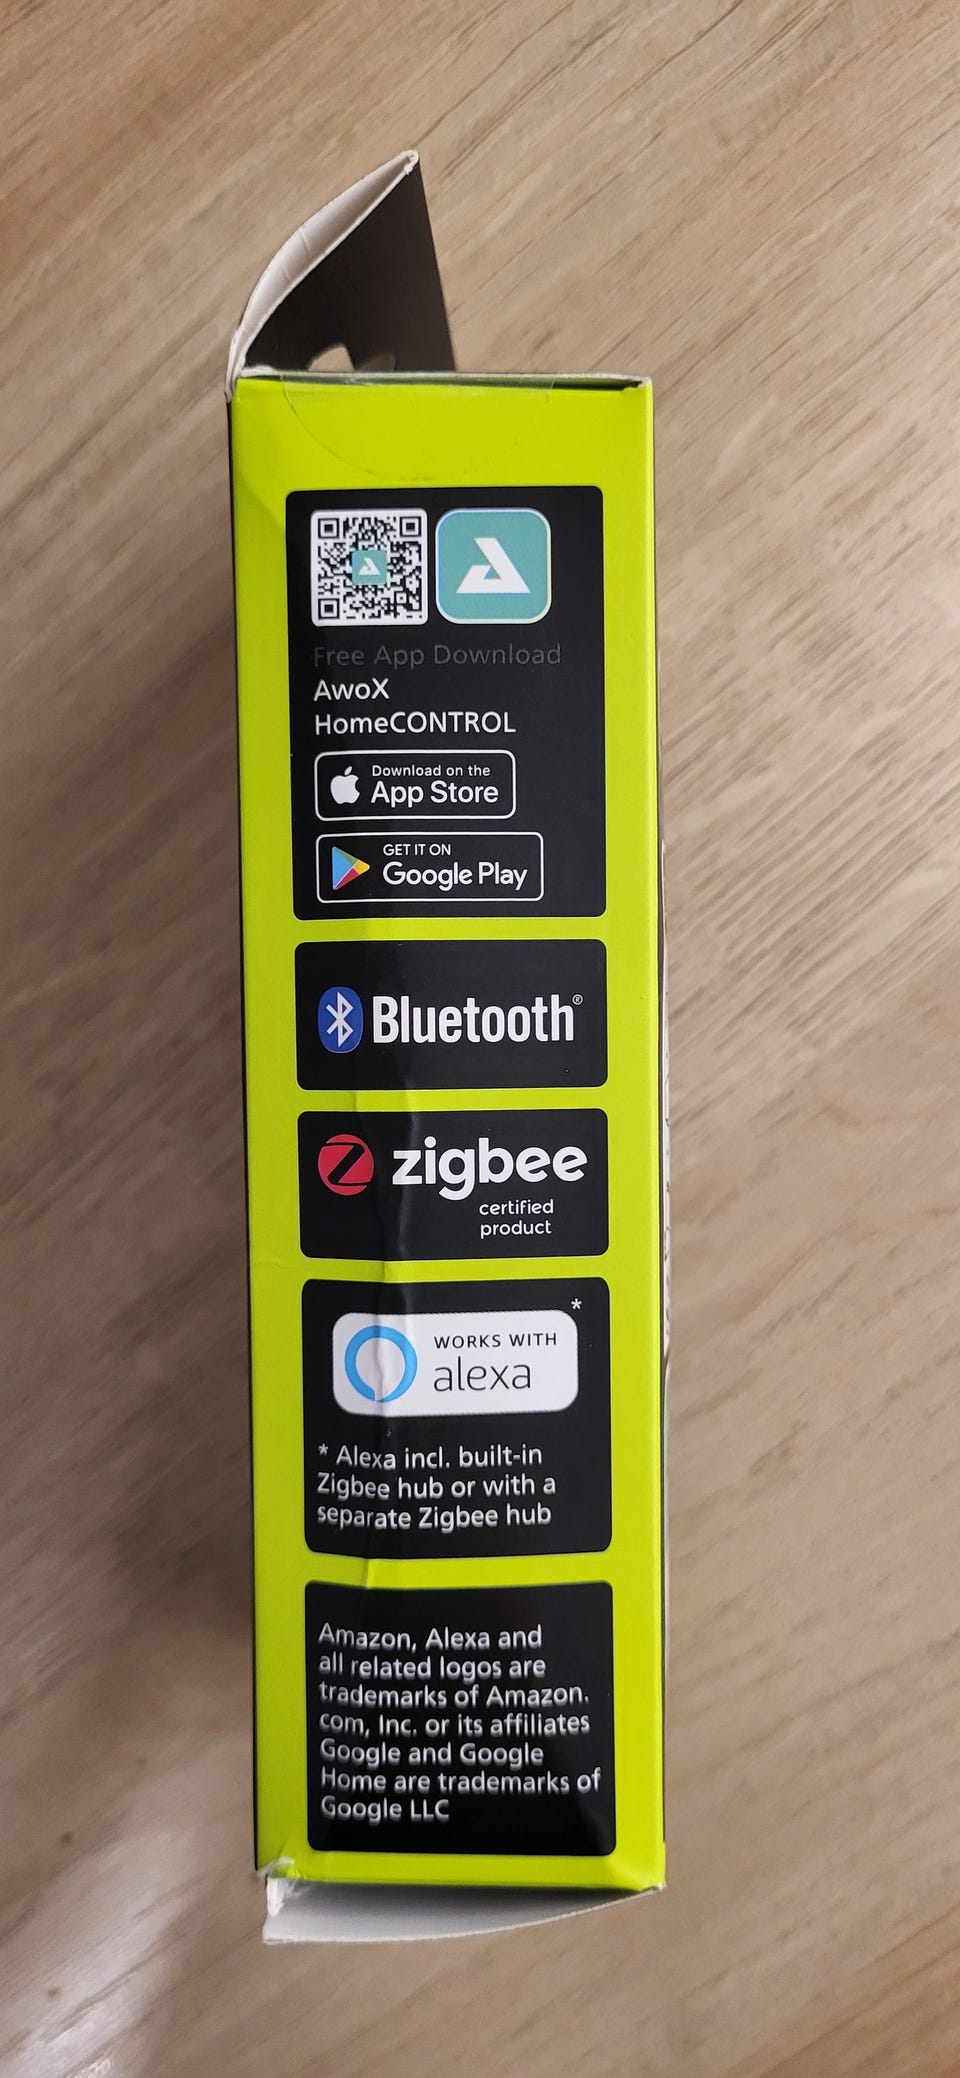 Free App Download
AwoX
HomeCONTROL
Download on the
App Store
GET IT ON
Google Play
Bluetooth®
zigbee
certified
product
*
WORKS WITH
alexa
* Alexa incl. built-in
Zigbee hub or with a
separate Zigbee hub
Amazon, Alexa and
all related logos are
trademarks of Amazon.
com, Inc. or its affiliates
Google and Google
Home are trademarks of
Google LLC